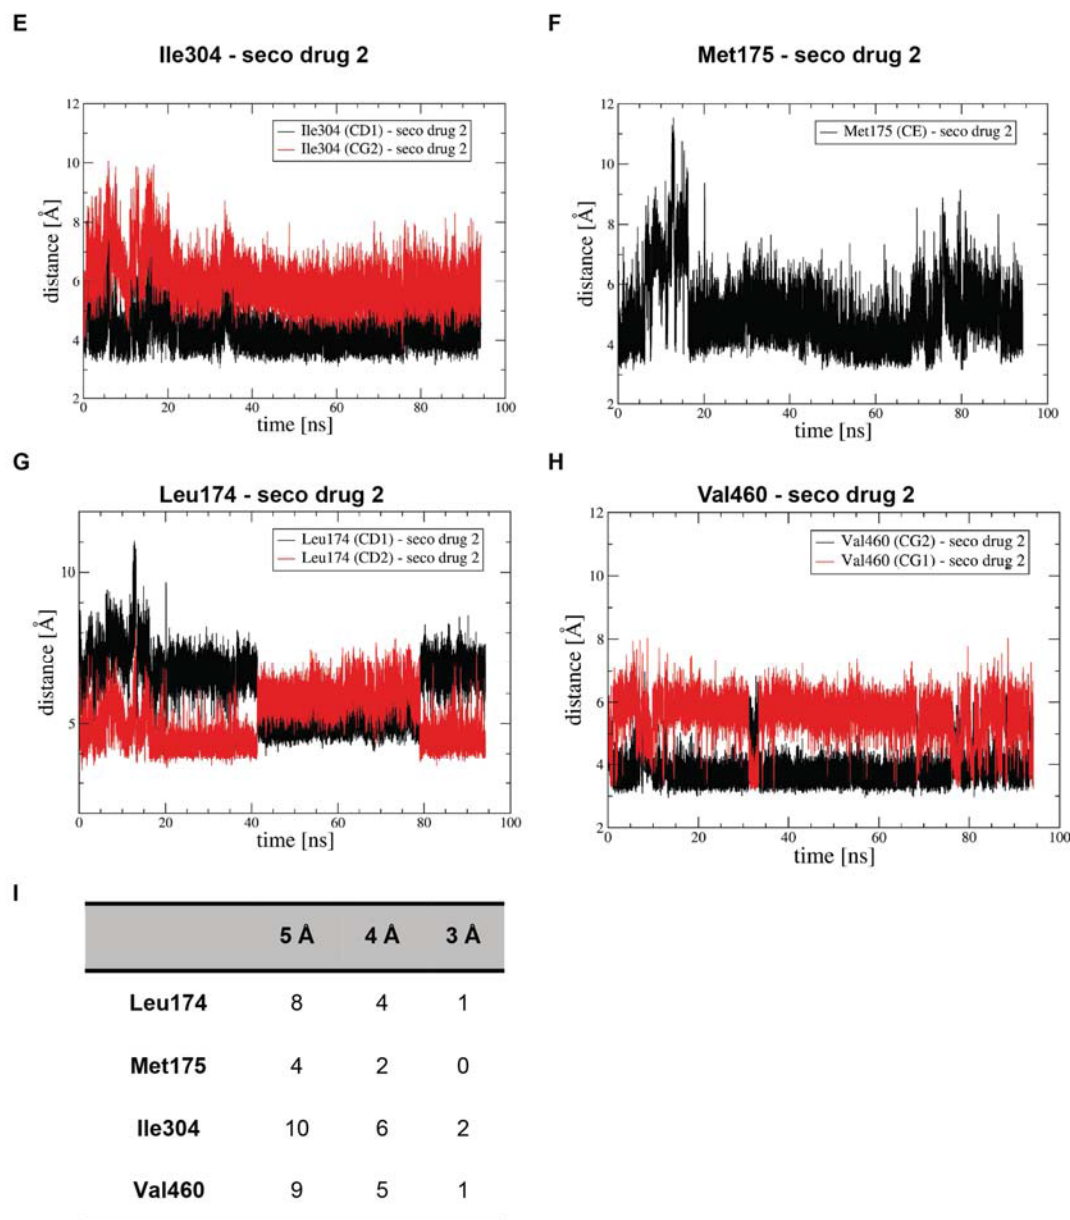 E
F
Ile304 - seco drug 2
Met175 - seco drug 2
12
10
8
6
4
2
0
20
40
60
80
100
distance [Å]
time [ns]
Ile304 (CD1) - seco drug 2
Ile304 (CG2) - seco drug 2
12
10
8
6
4
2
0
20
40
60
80
100
distance [Å]
time [ns]
Met175 (CE) - seco drug 2
G
H
Leu174 - seco drug 2
Val460 - seco drug 2
10
5
0
20
40
60
80
100
distance [Å]
time [ns]
Leu174 (CD1) - seco drug 2
Leu174 (CD2) - seco drug 2
12
10
8
6
4
2
0
20
40
60
80
100
distance [Å]
time [ns]
Val460 (CG2) - seco drug 2
Val460 (CG1) - seco drug 2
I
5 Å 4 Å 3 Å
Leu174 8 4 1
Met175 4 2 0
Ile304 10 6 2
Val460 9 5 1